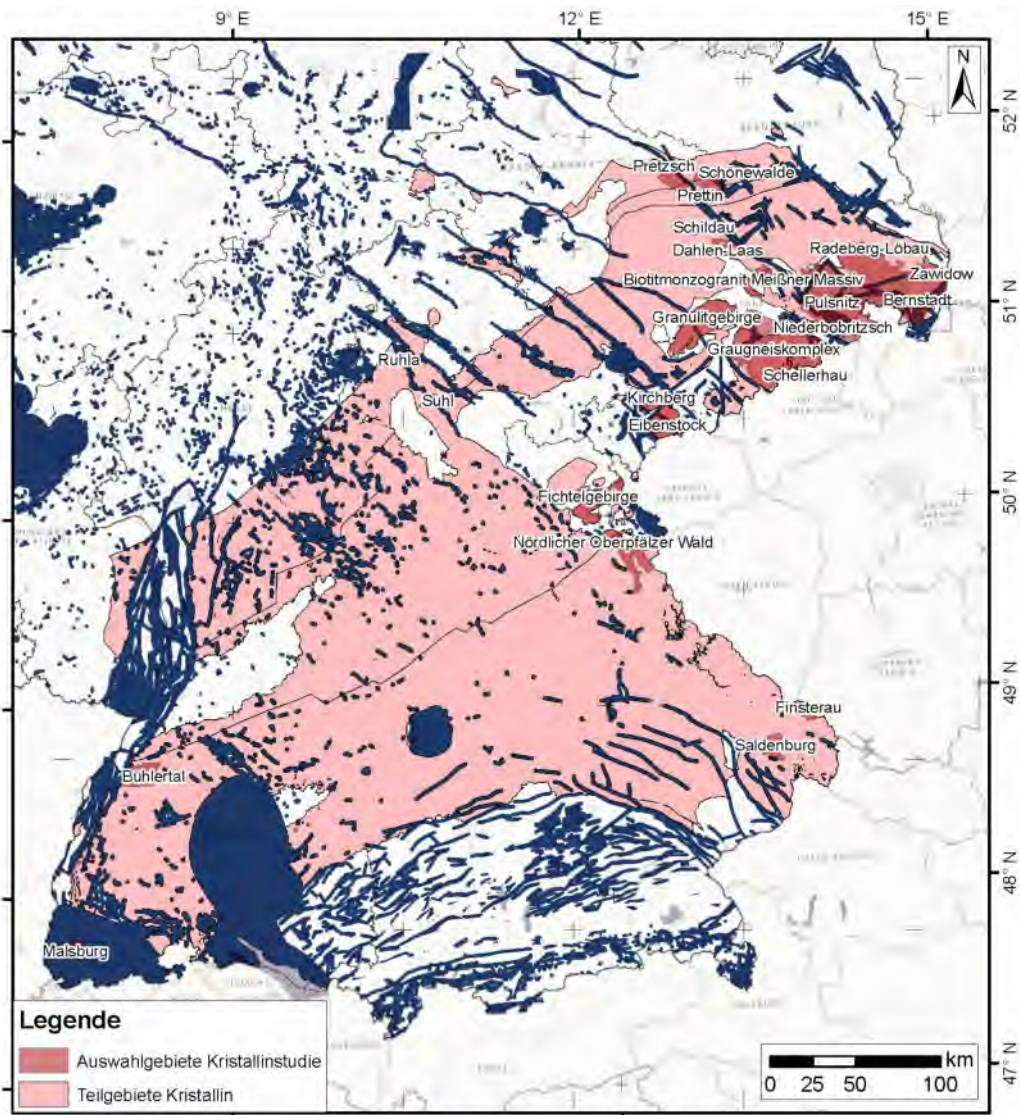 9° E
12° E
15° E
N
52° N
Pretzsch
Schönewalde
Prettin
Schildau
Dahlen-Laas
Radeberg-Löbau
Biotitmonzogranit Meißner Massiv
Zawidow
51° N
Pulsnitz
Bernstadt
Granulitgebirge
Niederbobritzsch
Graugneiskomplex
Ruhla
Schellerhau
Suhl
Kirchberg
Eibenstock
50° N
Fichtelgebirge
Nördlicher Oberpfälzer Wald
49° N
Finsterau
Saldenburg
Buhlertal
48° N
Malsburg
47° N
Legende
Auswahlgebiete Kristallinstudie
Teilgebiete Kristallin
km
0 25 50 100